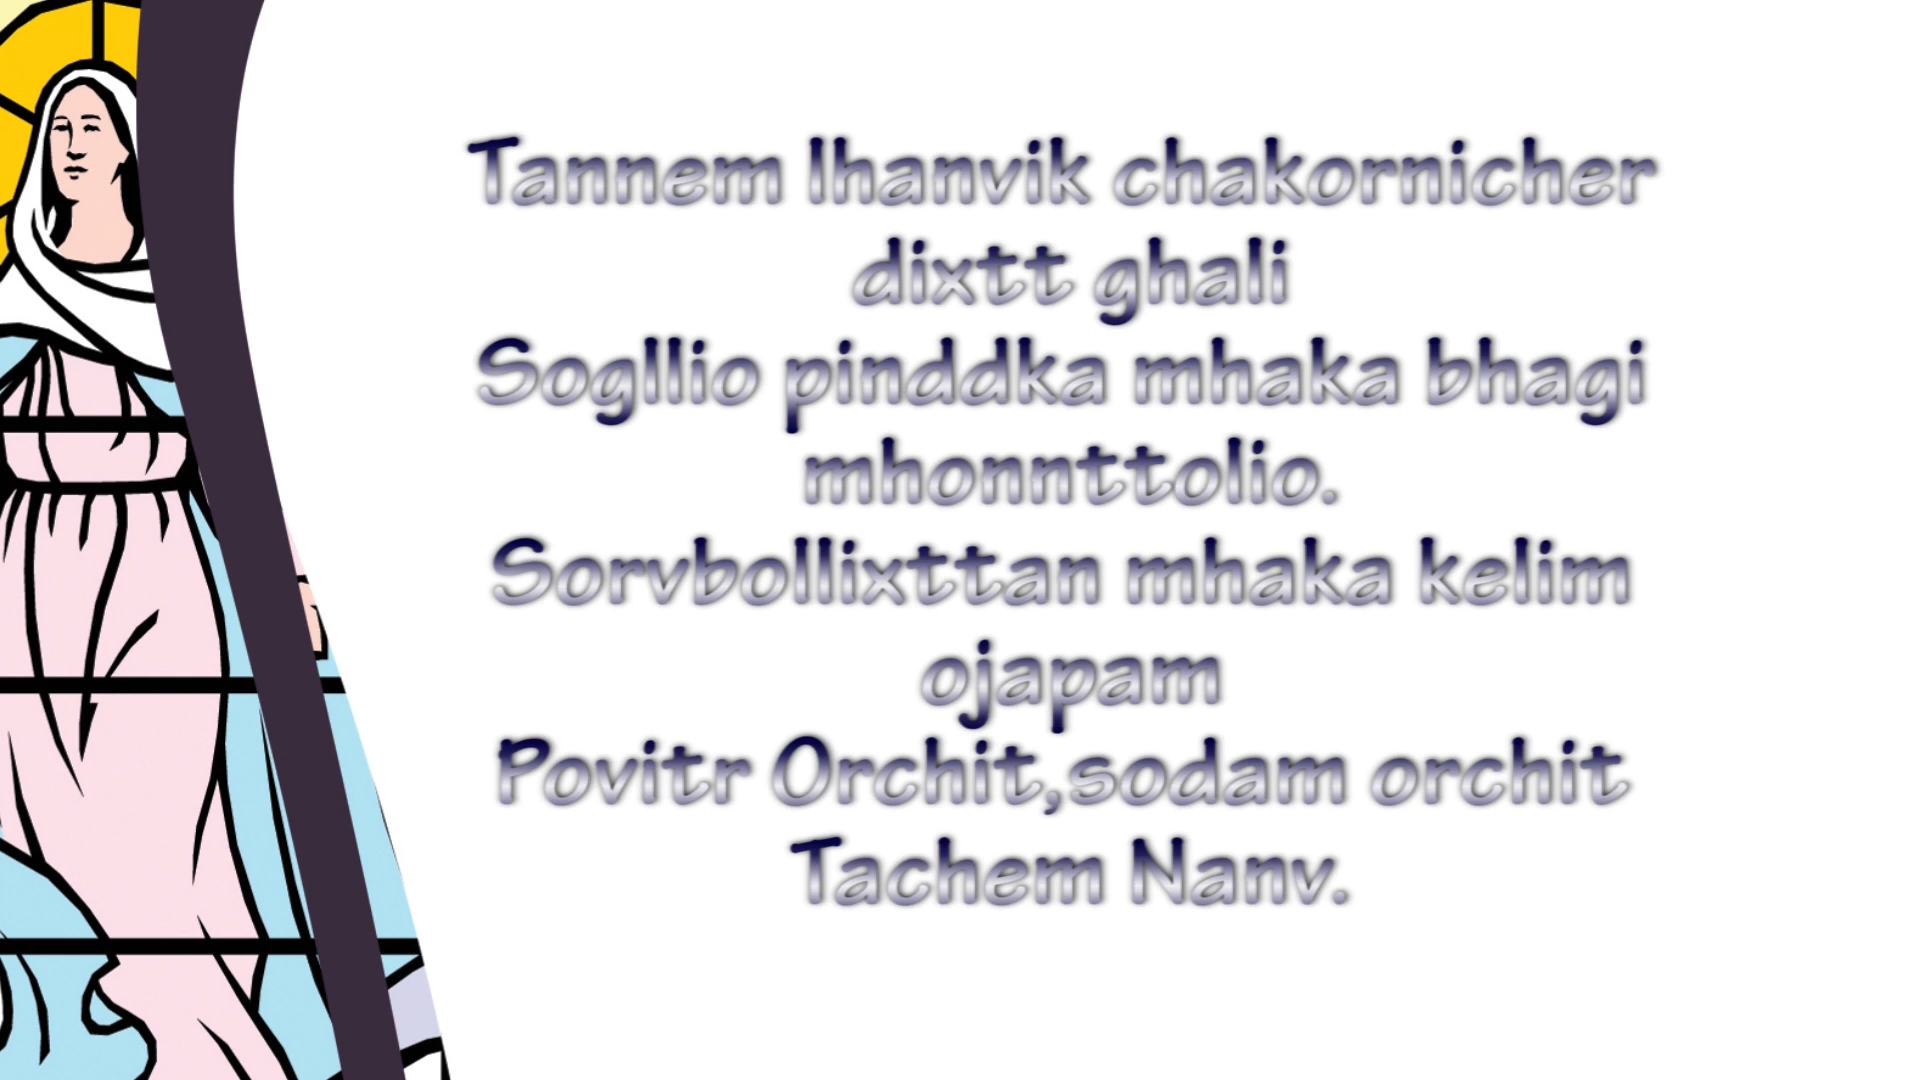 Tannem lhanvik chakornicher
dixtt ghali
Sogllio pinddka mhaka bhagi
mhonnttolio.
Sorvbollixttan mhaka kelim
ojapam
Povitr Orchit,sodam orchit
Tachem Nanv.